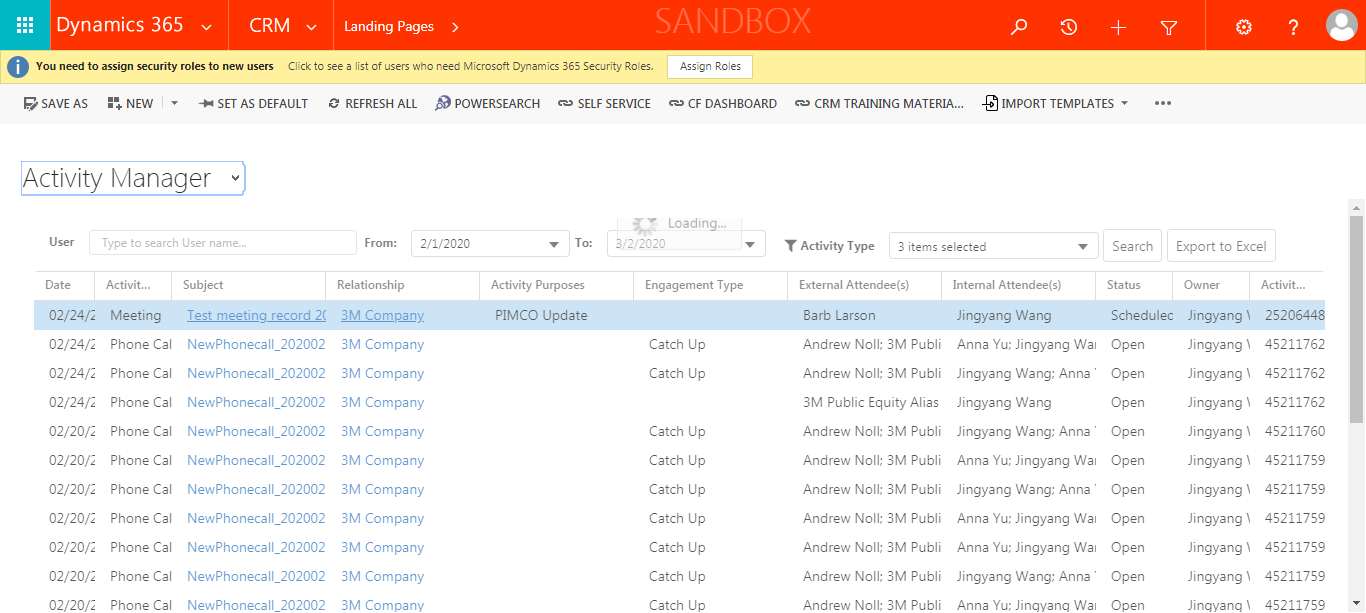 Dynamics 365 CRM Landing Pages SANDBOX
You need to assign security roles to new users Click to see a list of users who need Microsoft Dynamics 365 Security Roles. Assign Roles
SAVE AS NEW SET AS DEFAULT REFRESH ALL POWERSEARCH SELF SERVICE CF DASHBOARD CRM TRAINING MATERIA... IMPORT TEMPLATES
Activity Manager
Loading...
User Type to search User name... From: 2/1/2020 To: 3/2/2020 Activity Type 3 items selected Search Export to Excel
Date Activit... Subject Relationship Activity Purposes Engagement Type External Attendee(s) Internal Attendee(s) Status Owner Activit...
02/24/2 Meeting Test meeting record 20 3M Company PIMCO Update Barb Larson Jingyang Wang Scheduled Jingyang W 25206448
02/24/2 Phone Cal NewPhonecall_202002 3M Company Catch Up Andrew Noll; 3M Publi Anna Yu; Jingyang Wa Open Jingyang W 45211762
02/24/2 Phone Cal NewPhonecall_202002 3M Company Catch Up Andrew Noll; 3M Publi Jingyang Wang; Anna Open Jingyang W 45211762
02/24/2 Phone Cal NewPhonecall_202002 3M Company 3M Public Equity Alias Jingyang Wang Open Jingyang W 45211762
02/20/2 Phone Cal NewPhonecall_202002 3M Company Catch Up Andrew Noll; 3M Publi Jingyang Wang; Anna Open Jingyang W 45211760
02/20/2 Phone Cal NewPhonecall_202002 3M Company Catch Up Andrew Noll; 3M Publi Anna Yu; Jingyang Wa Open Jingyang W 45211759
02/20/2 Phone Cal NewPhonecall_202002 3M Company Catch Up Andrew Noll; 3M Publi Jingyang Wang; Anna Open Jingyang W 45211759
02/20/2 Phone Cal NewPhonecall_202002 3M Company Catch Up Andrew Noll; 3M Publi Anna Yu; Jingyang Wa Open Jingyang W 45211759
02/20/2 Phone Cal NewPhonecall_202002 3M Company Catch Up Andrew Noll; 3M Publi Anna Yu; Jingyang Wa Open Jingyang W 45211759
02/20/2 Phone Cal NewPhonecall_202002 3M Company Catch Up Andrew Noll; 3M Publi Jingyang Wang; Anna Open Jingyang W 45211759
02/20/2 Phone Cal NewPhonecall_202002 3M Company Catch Up Andrew Noll; 3M Publi Anna Yu; Jingyang Wa Open Jingyang W 45211759